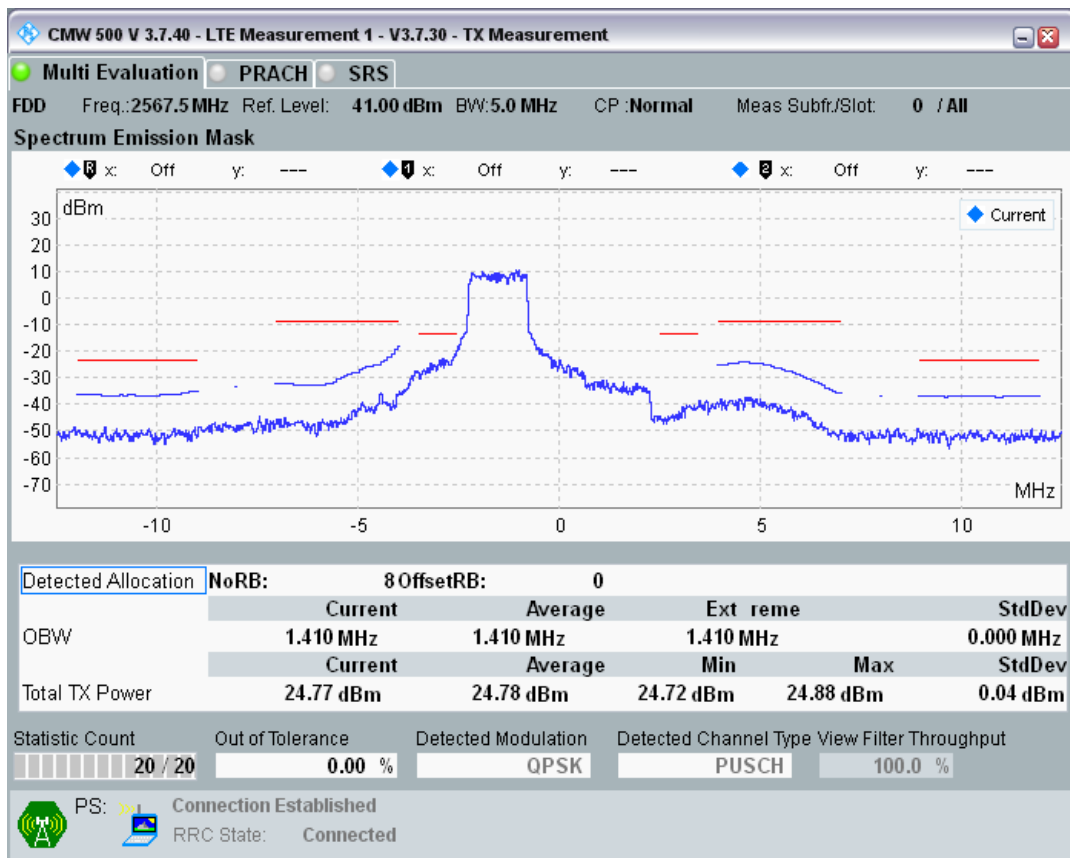 CMW 500 V 3.7.40 - LTE Measurement 1 - V3.7.30 - TX Measurement
Multi Evaluation PRACH SRS
FDD Freq.:2567.5 MHz Ref. Level: 41.00 dBm BW:5.0 MHz CP :Normal Meas Subfr./Slot: 0 / All
Spectrum Emission Mask
R x: Off y: --- 1 x: Off y: --- 2 x: Off y: ---
dBm
Current
30
20
10
0
-10
-20
-30
-40
-50
-60
-70
MHz
-10 -5 0 5 10
Detected Allocation NoRB: 8 OffsetRB: 0
Current Average Ext reme StdDev
OBW 1.410 MHz 1.410 MHz 1.410 MHz 0.000 MHz
Current Average Min Max StdDev
Total TX Power 24.77 dBm 24.78 dBm 24.72 dBm 24.88 dBm 0.04 dBm
Statistic Count Out of Tolerance Detected Modulation Detected Channel Type View Filter Throughput
20 / 20 0.00 % QPSK PUSCH 100.0 %
PS: Connection Established
RRC State: Connected